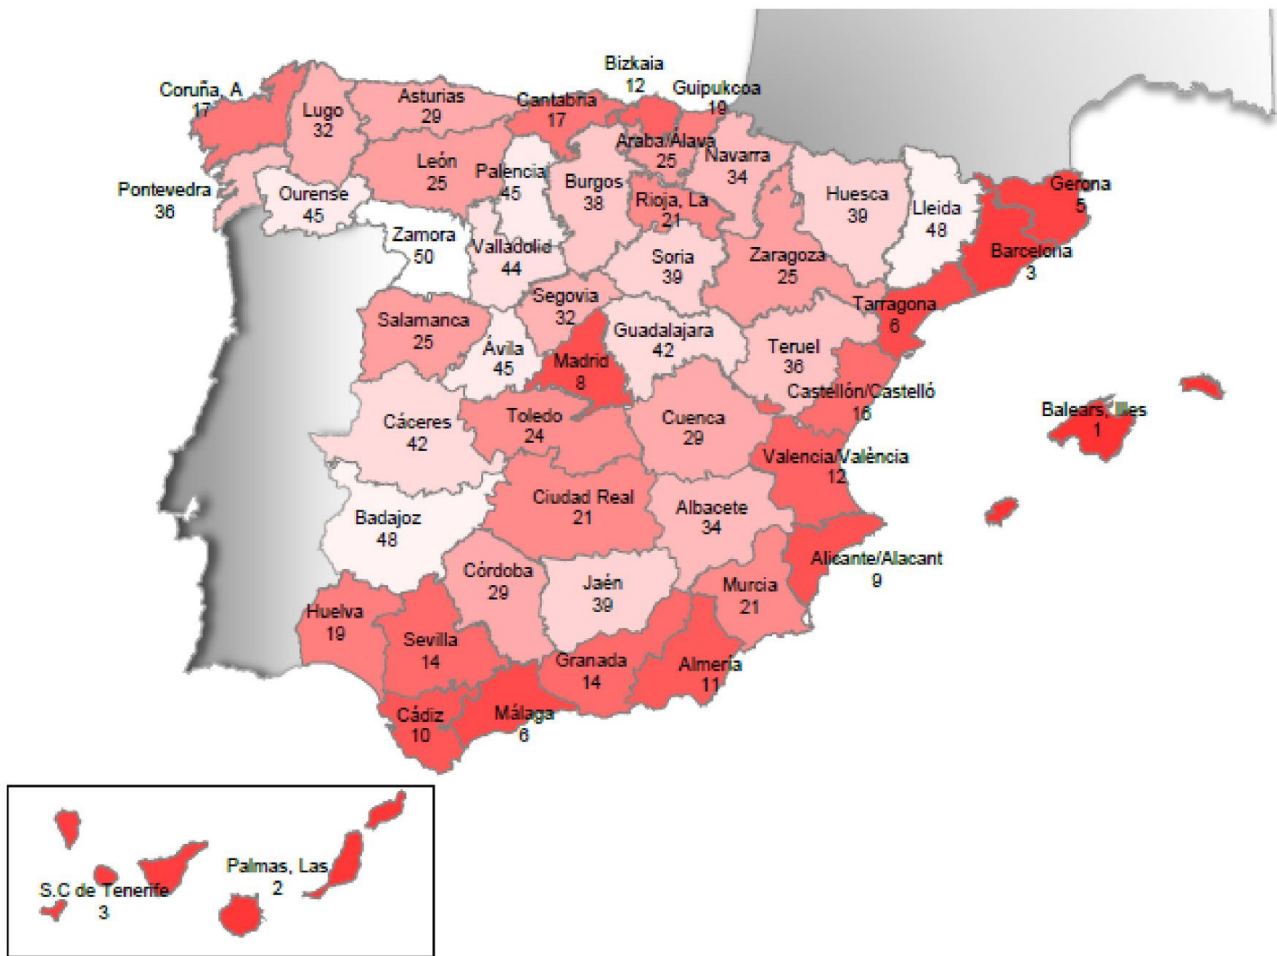 Bizkaia
12
Guipukcoa
19
Coruña, A
17
Lugo
32
Asturias
29
Cantabria
17
Araba/Álava
25
Navarra
34
León
25
Palencia
45
Burgos
38
Rioja, La
21
Huesca
39
Lleida
48
Gerona
5
Barcelona
3
Pontevedra
36
Ourense
45
Zamora
50
Valladolid
44
Soria
39
Zaragoza
25
Tarragona
6
Salamanca
25
Segovia
32
Ávila
45
Madrid
8
Guadalajara
42
Teruel
36
Castellón/Castelló
16
Balears, Illes
1
Cáceres
42
Toledo
24
Cuenca
29
Valencia/València
12
Badajoz
48
Ciudad Real
21
Albacete
34
Alicante/Alacant
9
Córdoba
29
Jaén
39
Murcia
21
Huelva
19
Sevilla
14
Granada
14
Almería
11
Cádiz
10
Málaga
6
Palmas, Las
2
S.C de Tenerife
3